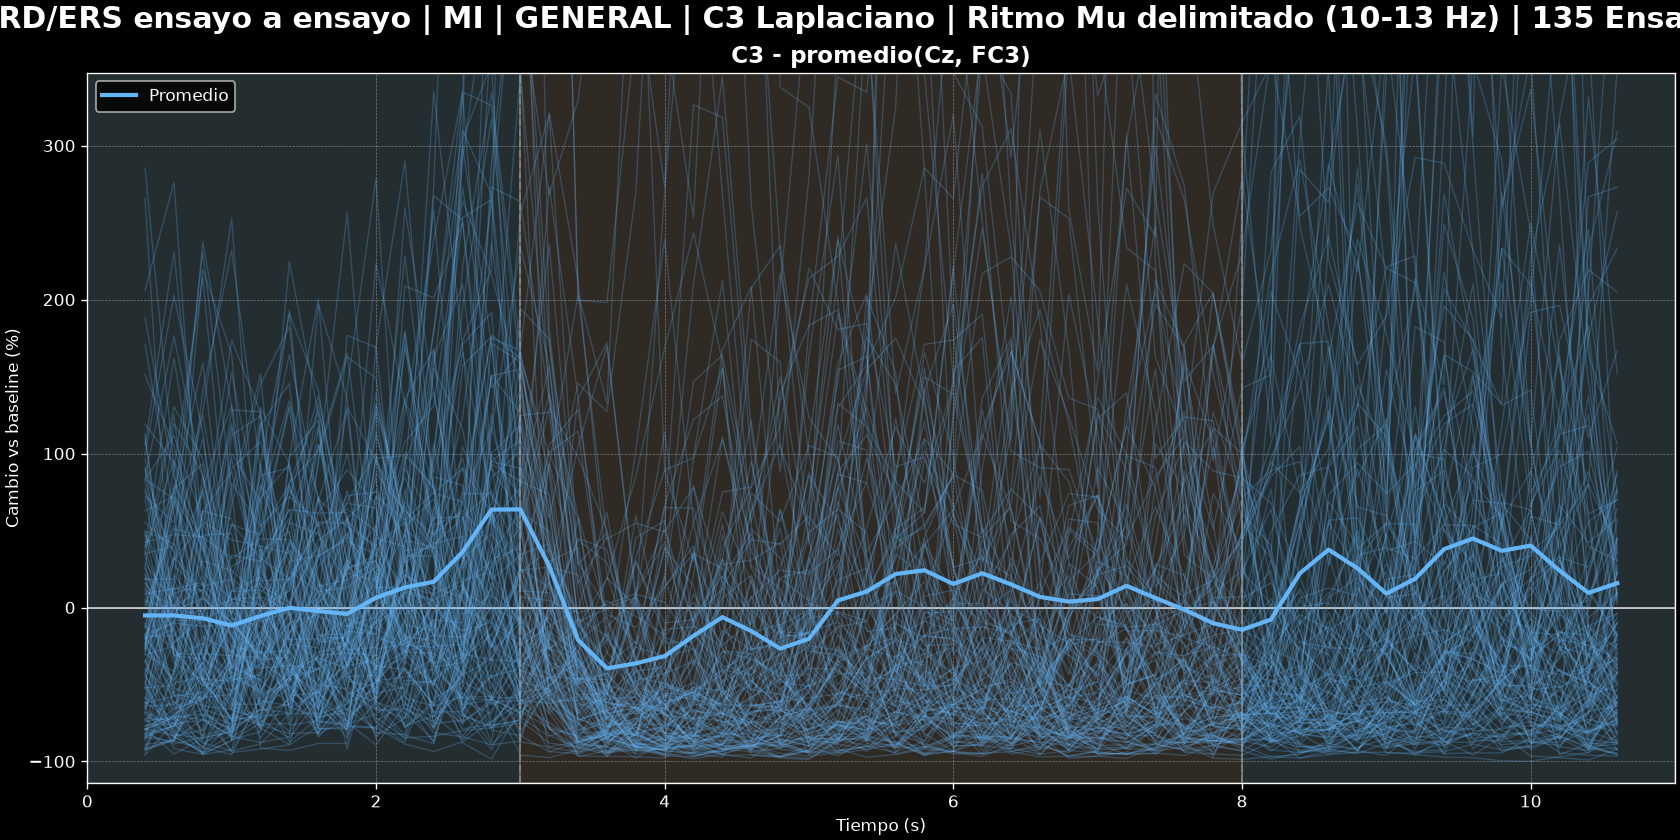 RD/ERS ensayo a ensayo | MI | GENERAL | C3 Laplaciano | Ritmo Mu delimitado (10-13 Hz) | 135 Ensa
C3 - promedio(Cz, FC3)
Promedio
Cambio vs baseline (%)
300
200
100
0
−100
0 2 4 6 8 10
Tiempo (s)